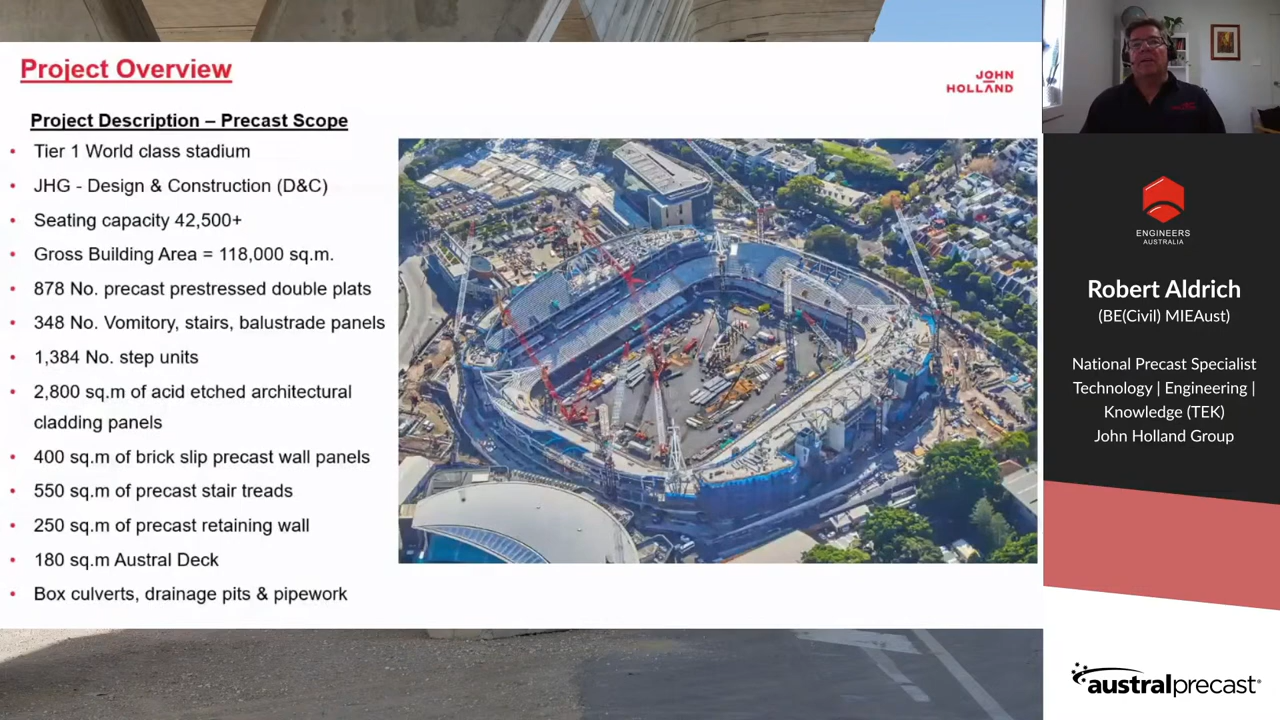 Project Overview
JOHN
HOLLAND
Project Description – Precast Scope
• Tier 1 World class stadium
• JHG - Design & Construction (D&C)
• Seating capacity 42,500+
• Gross Building Area = 118,000 sq.m.
• 878 No. precast prestressed double plats
• 348 No. Vomitory, stairs, balustrade panels
• 1,384 No. step units
• 2,800 sq.m of acid etched architectural
cladding panels
• 400 sq.m of brick slip precast wall panels
• 550 sq.m of precast stair treads
• 250 sq.m of precast retaining wall
• 180 sq.m Austral Deck
• Box culverts, drainage pits & pipework
ENGINEERS
AUSTRALIA
Robert Aldrich
(BE(Civil) MIEAust)
National Precast Specialist
Technology | Engineering |
Knowledge (TEK)
John Holland Group
australprecast®